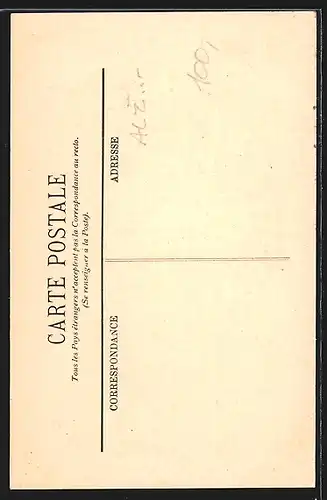 CARTE POSTALE
Tous les Pays étrangers n'acceptent pas la Correspondance au recto.
(Se renseigner à la Poste).
CORRESPONDANCE
ADRESSE
100,